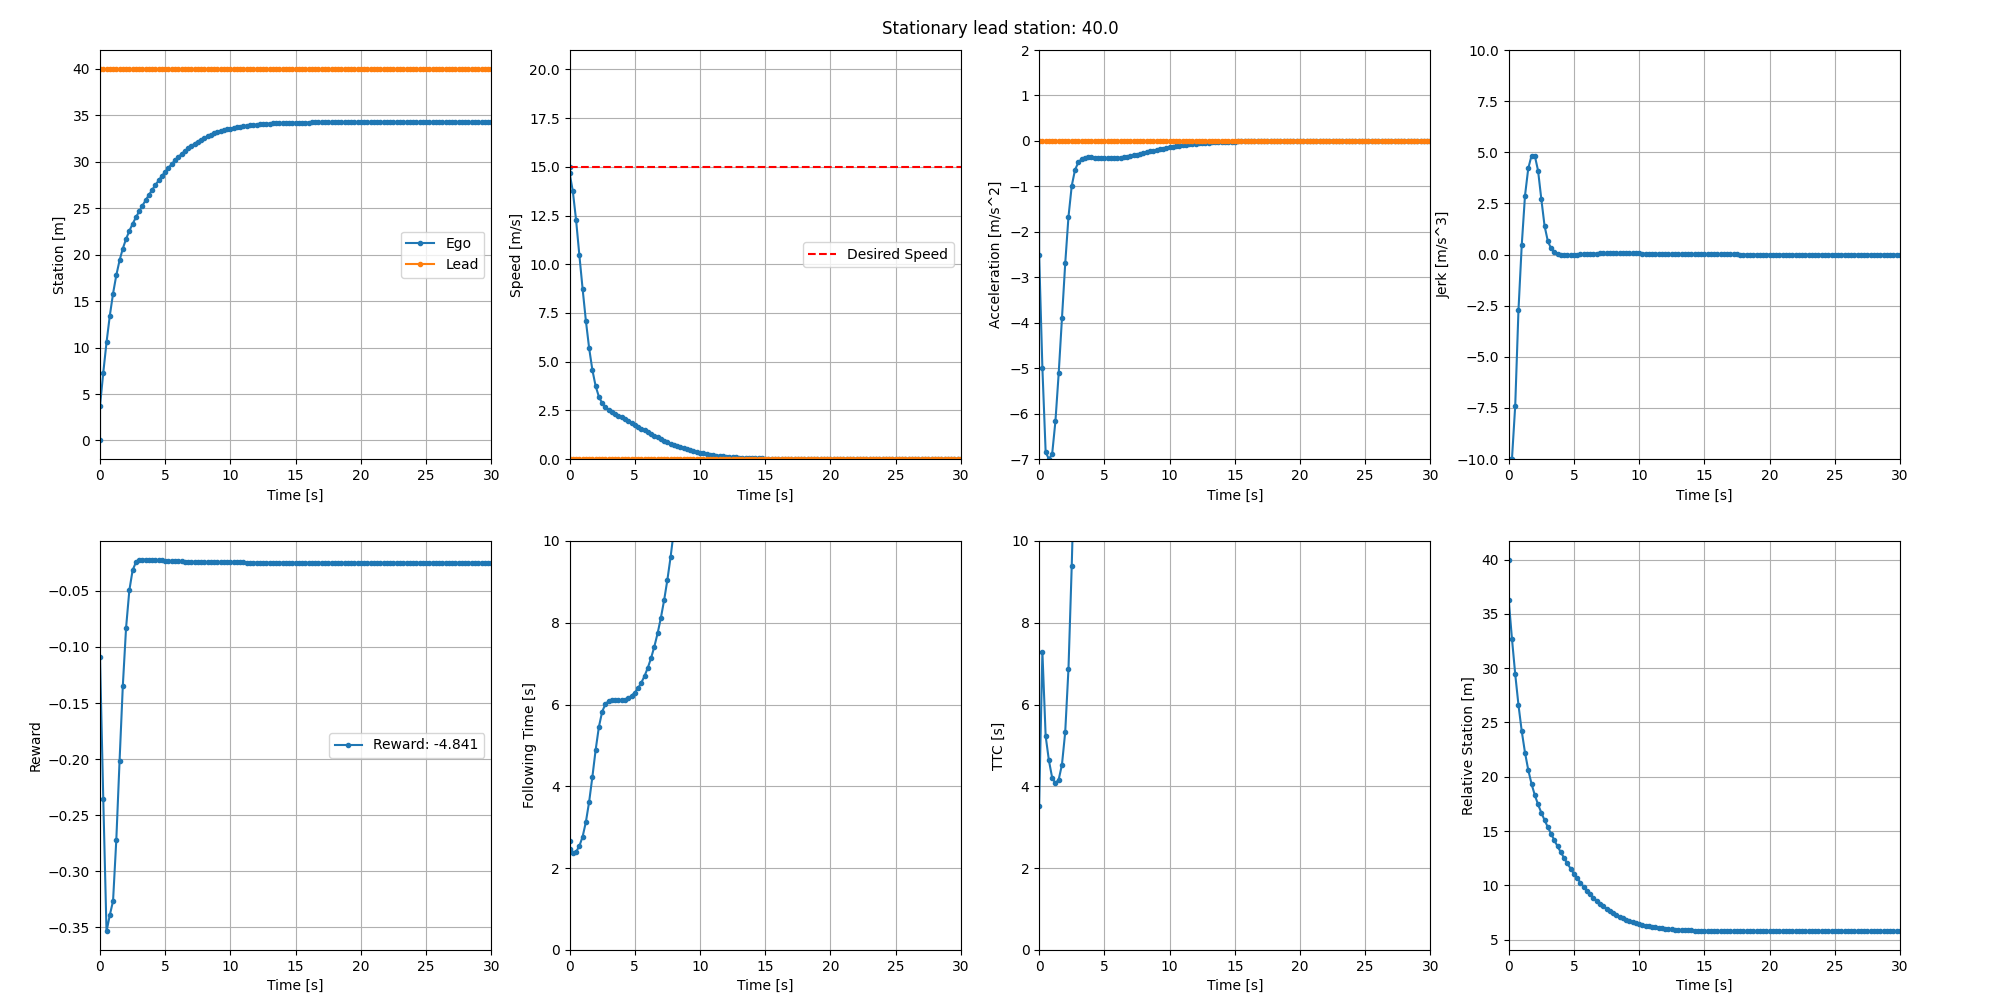 Stationary lead station: 40.0
40
35
30
25
20
15
10
5
0
Station [m]
Ego
Lead
0 5 10 15 20 25 30
Time [s]
20.0
17.5
15.0
12.5
10.0
7.5
5.0
2.5
0.0
Speed [m/s]
Desired Speed
0 5 10 15 20 25 30
Time [s]
2
1
0
−1
−2
−3
−4
−5
−6
−7
Acceleration [m/s^2]
0 5 10 15 20 25 30
Time [s]
10.0
7.5
5.0
2.5
0.0
−2.5
−5.0
−7.5
−10.0
Jerk [m/s^3]
0 5 10 15 20 25 30
Time [s]
−0.05
−0.10
−0.15
−0.20
−0.25
−0.30
−0.35
Reward
Reward: -4.841
0 5 10 15 20 25 30
Time [s]
10
8
6
4
2
0
Following Time [s]
0 5 10 15 20 25 30
Time [s]
10
8
6
4
2
0
TTC [s]
0 5 10 15 20 25 30
Time [s]
40
35
30
25
20
15
10
5
Relative Station [m]
0 5 10 15 20 25 30
Time [s]